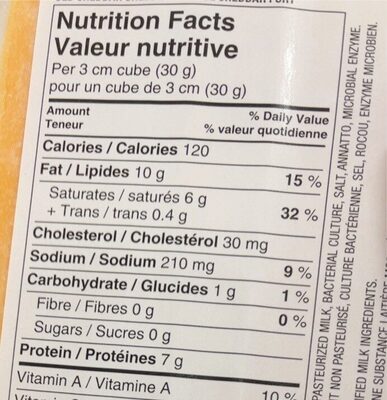 Nutrition Facts
Valeur nutritive
Per 3 cm cube (30 g)
pour un cube de 3 cm (30 g)
Amount % Daily Value
Teneur % valeur quotidienne
Calories / Calories 120
Fat / Lipides 10 g 15 %
Saturates / saturés 6 g
+ Trans / trans 0.4 g 32 %
Cholesterol / Cholestérol 30 mg
Sodium / Sodium 210 mg 9 %
Carbohydrate / Glucides 1 g 1 %
Fibre / Fibres 0 g 0 %
Sugars / Sucres 0 g
Protein / Protéines 7 g
Vitamin A / Vitamine A 10 %
PASTEURIZED MILK, BACTERIAL CULTURE, SALT, ANNATTO, MICROBIAL ENZYME.
NON PASTEURISÉ, CULTURE BACTÉRIENNE, SEL, ROCOU, ENZYME MICROBIEN.
MILK INGREDIENTS.
SUBSTANCE